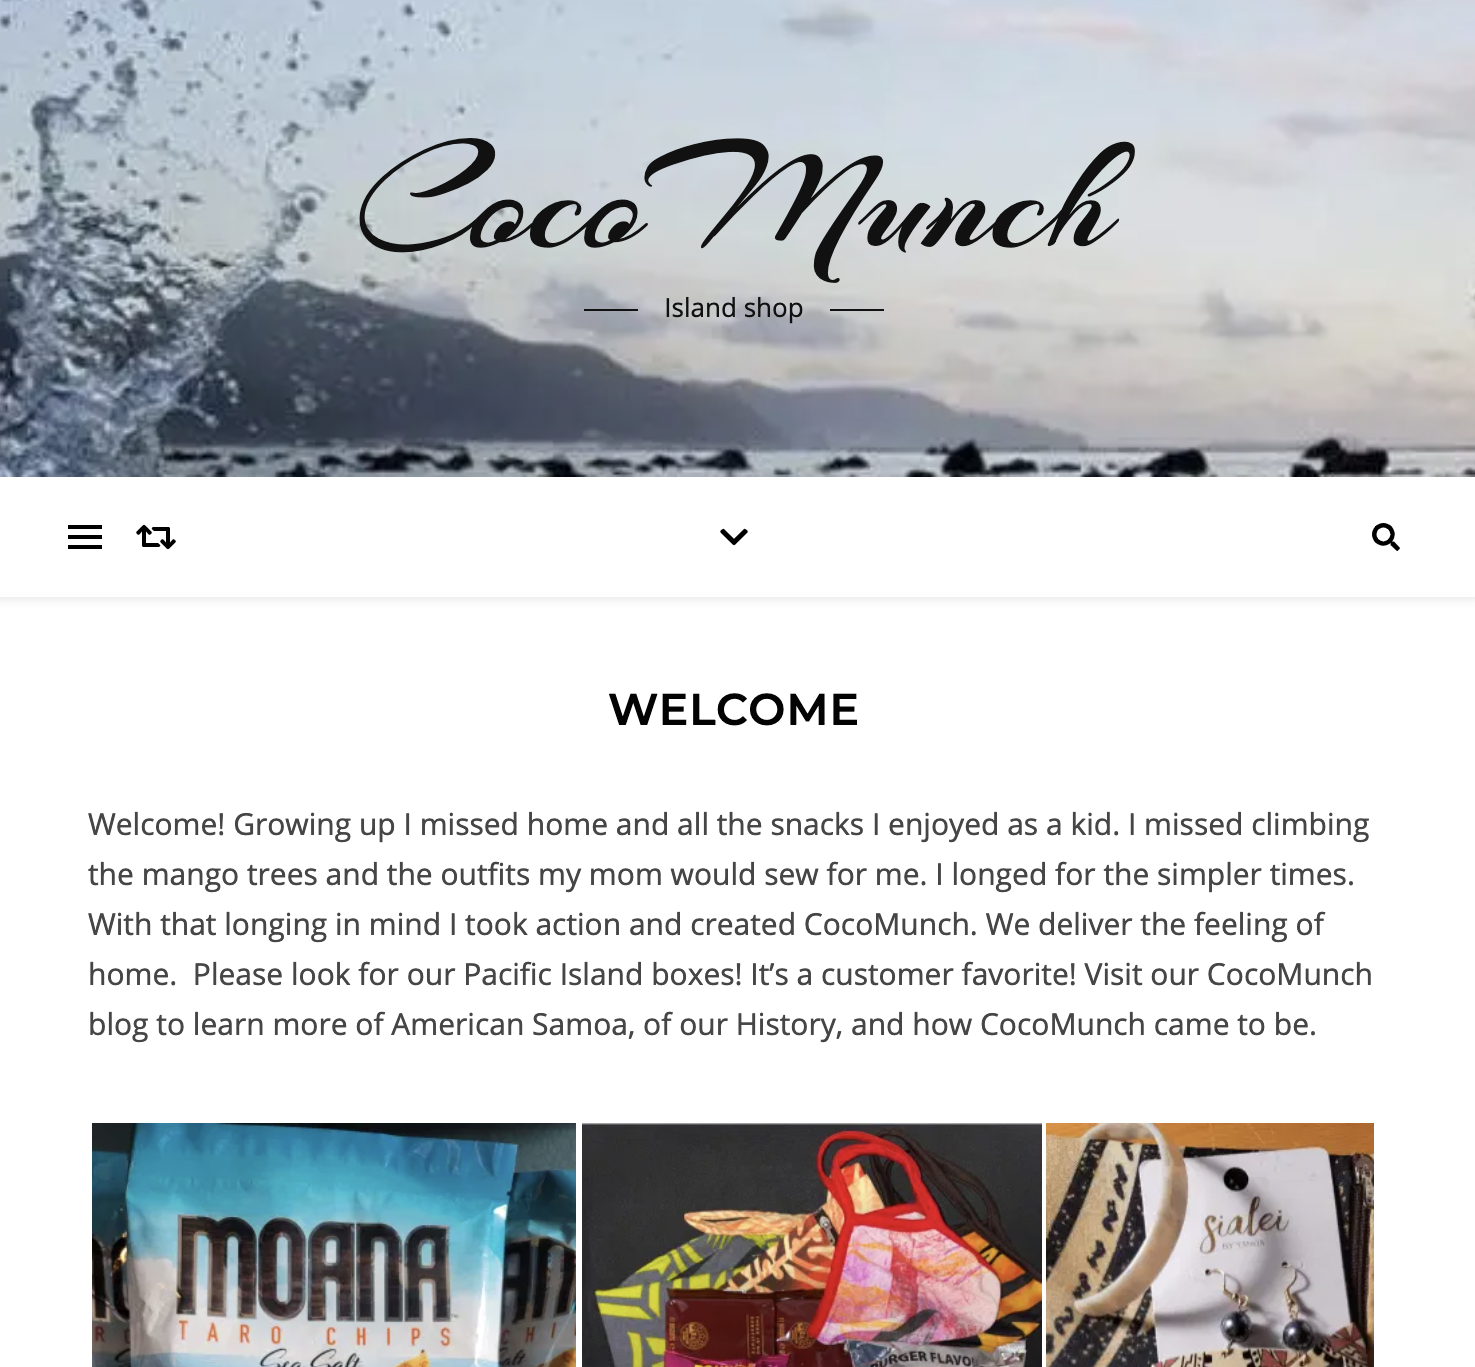 Coco Munch
Island shop
WELCOME
Welcome! Growing up I missed home and all the snacks I enjoyed as a kid. I missed climbing
the mango trees and the outfits my mom would sew for me. I longed for the simpler times.
With that longing in mind I took action and created CocoMunch. We deliver the feeling of
home.  Please look for our Pacific Island boxes! It’s a customer favorite! Visit our CocoMunch
blog to learn more of American Samoa, of our History, and how CocoMunch came to be.
MOANA
TARO CHIPS
Sea Salt
BURGER FLAVOU
sialei